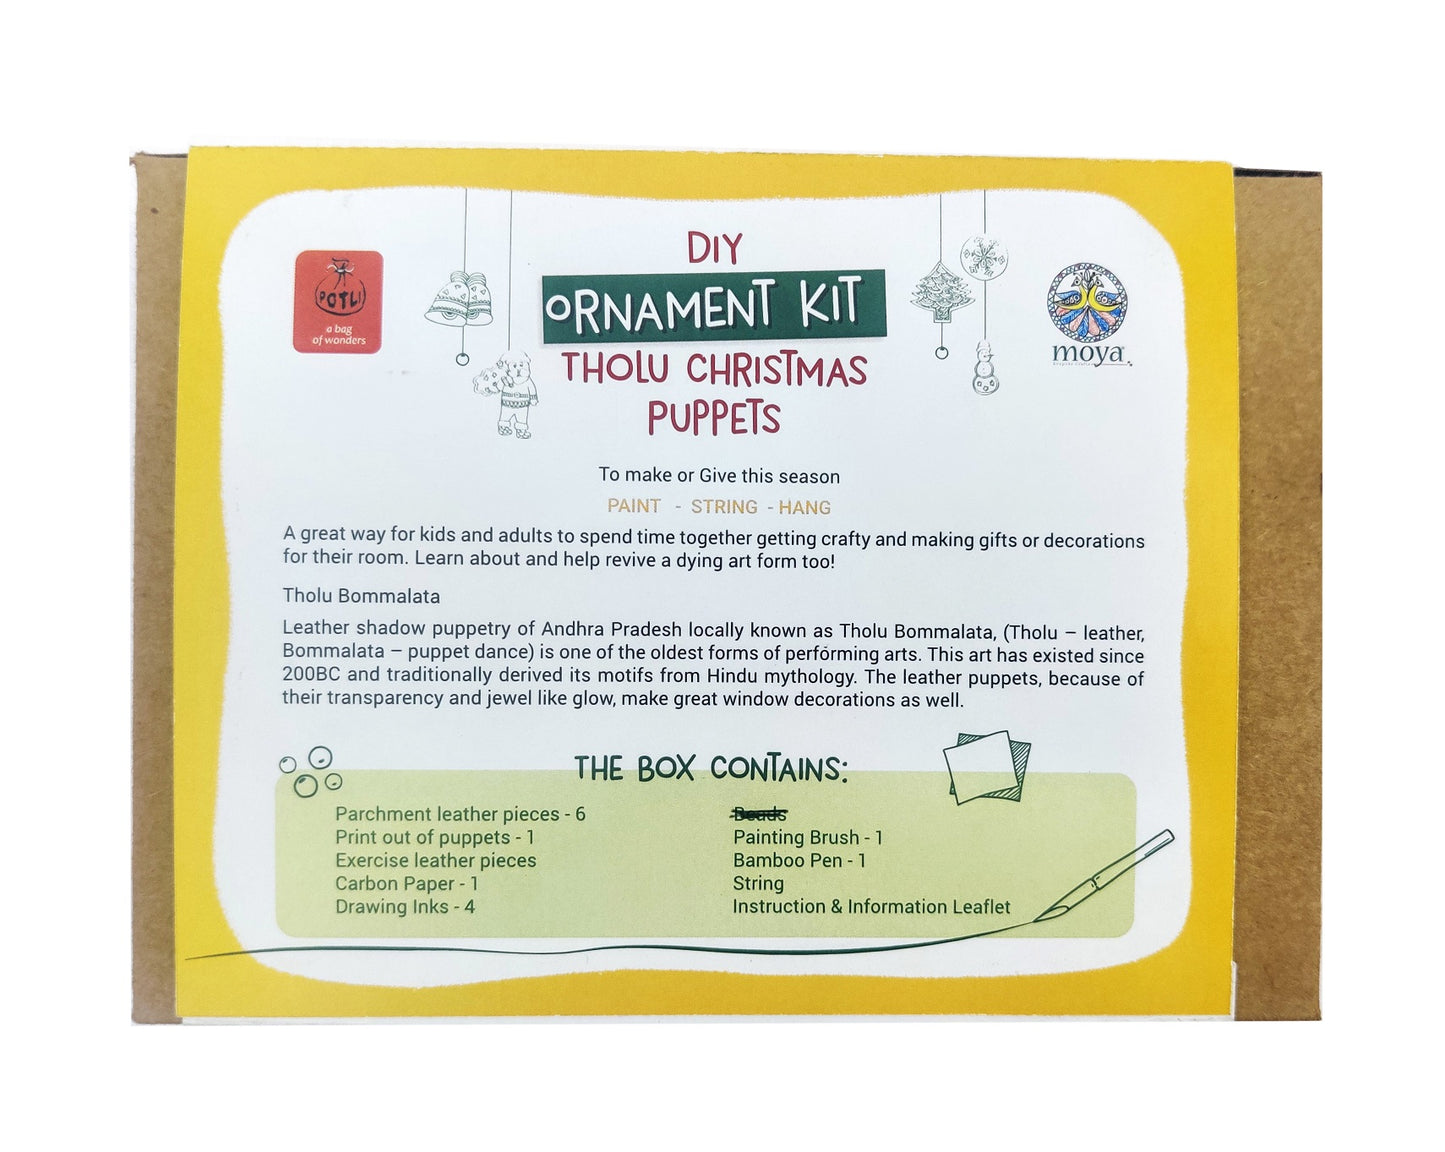 DIY
ORNAMENT KIT
THOLU CHRISTMAS
PUPPETS
POTLI
a bag
of wonders
moya
To make or Give this season
PAINT - STRING - HANG
A great way for kids and adults to spend time together getting crafty and making gifts or decorations
for their room. Learn about and help revive a dying art form too!
Tholu Bommalata
Leather shadow puppetry of Andhra Pradesh locally known as Tholu Bommalata, (Tholu – leather,
Bommalata – puppet dance) is one of the oldest forms of performing arts. This art has existed since
200BC and traditionally derived its motifs from Hindu mythology. The leather puppets, because of
their transparency and jewel like glow, make great window decorations as well.
THE BOX CONTAINS:
Parchment leather pieces - 6
Print out of puppets - 1
Exercise leather pieces
Carbon Paper - 1
Drawing Inks - 4
Beads
Painting Brush - 1
Bamboo Pen - 1
String
Instruction & Information Leaflet